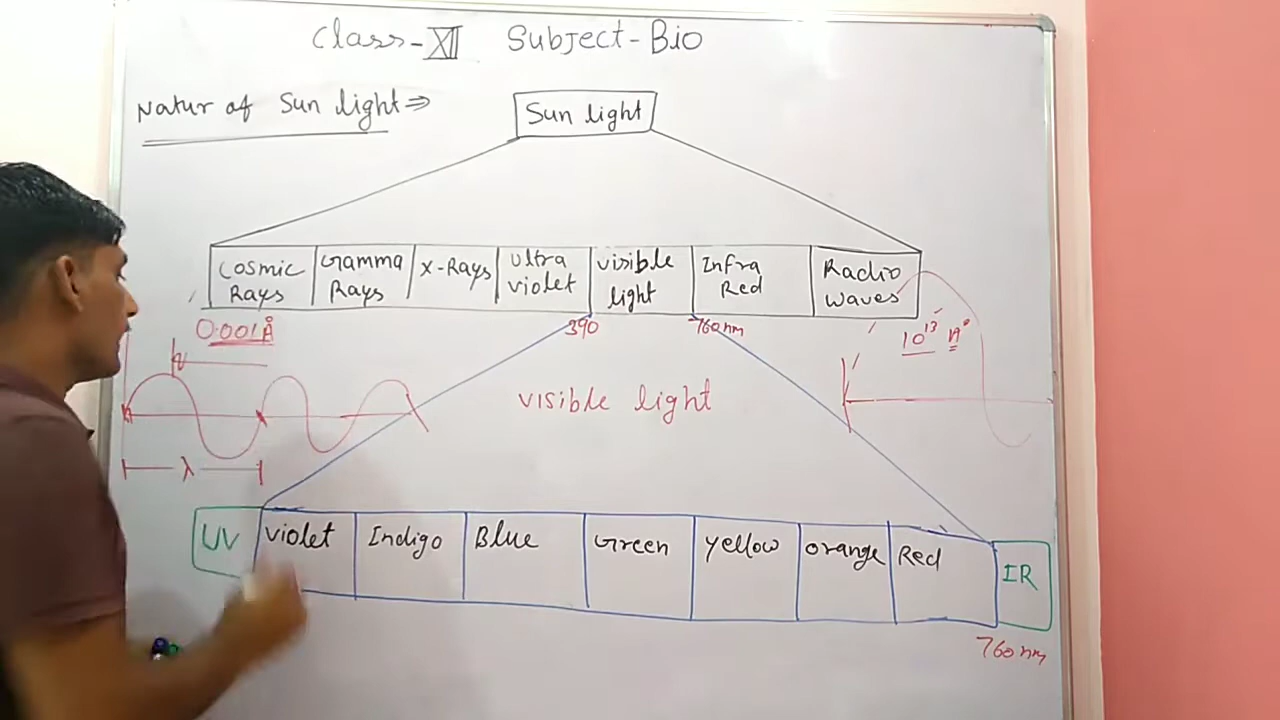 Class-XII Subject-Bio
Natur of Sun light⇒
Sun light
Cosmic Rays
Gamma Rays
X-Rays
Ultra violet
visible light
Infra Red
Radio waves
0.001Å
390
760nm
10¹³ A°
visible light
λ
UV
violet
Indigo
Blue
Green
yellow
orange
Red
IR
760nm